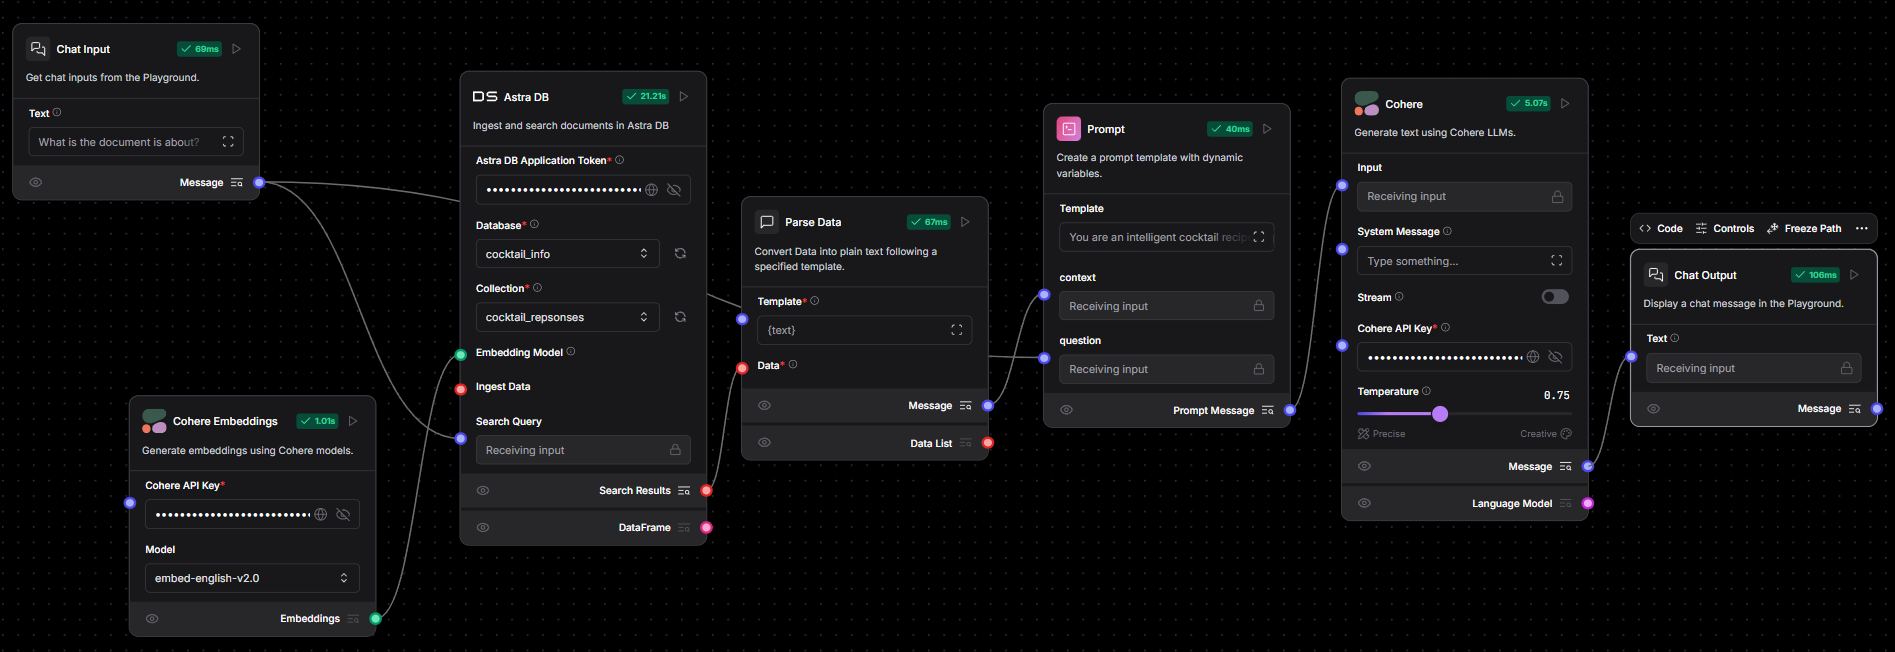 Chat Input
69ms
Get chat inputs from the Playground.
Text
What is the document is about?
Message
Cohere Embeddings
1.01s
Generate embeddings using Cohere models.
Cohere API Key*
Model
embed-english-v2.0
Embeddings
DS Astra DB
21.21s
Ingest and search documents in Astra DB
Astra DB Application Token*
Database*
cocktail_info
Collection*
cocktail_repsonses
Embedding Model
Ingest Data
Search Query
Receiving input
Search Results
DataFrame
Parse Data
67ms
Convert Data into plain text following a
specified template.
Template*
{text}
Data*
Message
Data List
Prompt
40ms
Create a prompt template with dynamic
variables.
Template
You are an intelligent cocktail recip
context
Receiving input
question
Receiving input
Prompt Message
Cohere
5.07s
Generate text using Cohere LLMs.
Input
Receiving input
System Message
Type something...
Stream
Cohere API Key*
Temperature
0.75
Precise
Creative
Message
Language Model
Code
Controls
Freeze Path
Chat Output
106ms
Display a chat message in the Playground.
Text
Receiving input
Message